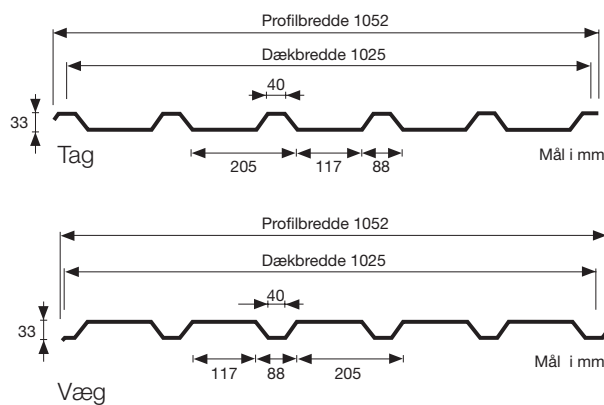 Profilbredde 1052
Dækbredde 1025
40
33
Tag
205 117 88
Mål i mm
Profilbredde 1052
Dækbredde 1025
40
33
117 88 205
Mål i mm
Væg